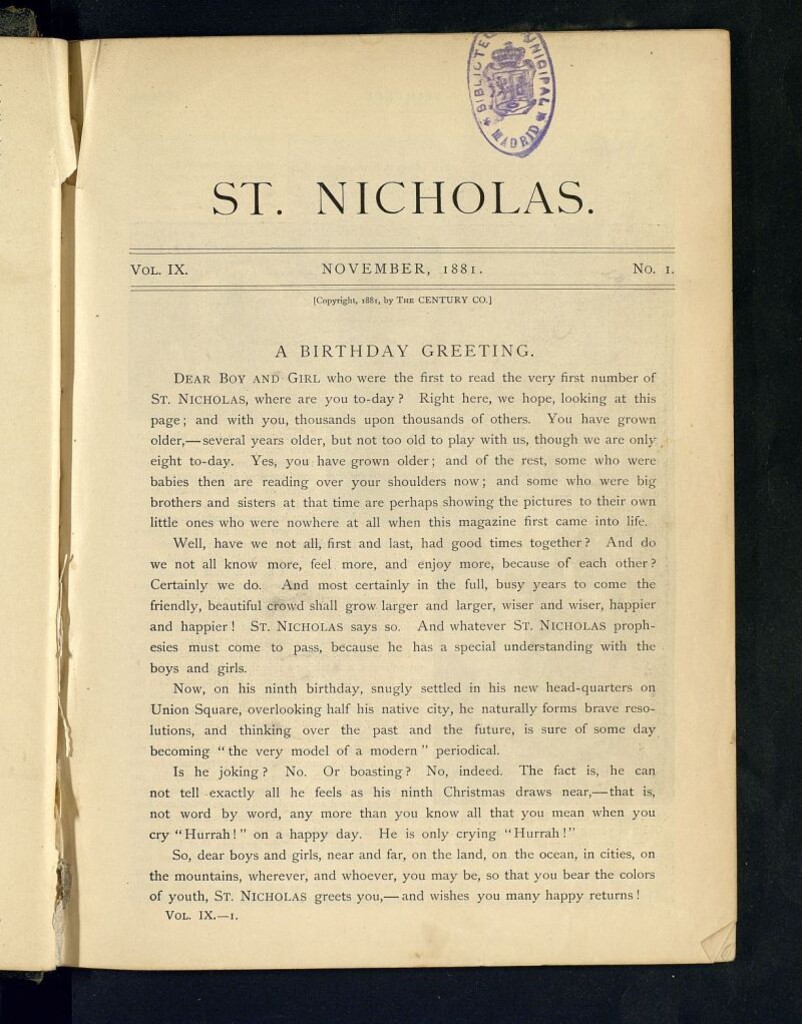 BIBLIOTECA MUNICIPAL
* MADRID *
ST. NICHOLAS.
VOL. IX.
NOVEMBER, 1881.
NO. 1.
[Copyright, 1881, by THE CENTURY CO.]
A BIRTHDAY GREETING.
DEAR BOY AND GIRL who were the first to read the very first number of
ST. NICHOLAS, where are you to-day? Right here, we hope, looking at this
page; and with you, thousands upon thousands of others. You have grown
older,—several years older, but not too old to play with us, though we are only
eight to-day. Yes, you have grown older; and of the rest, some who were
babies then are reading over your shoulders now; and some who were big
brothers and sisters at that time are perhaps showing the pictures to their own
little ones who were nowhere at all when this magazine first came into life.
Well, have we not all, first and last, had good times together? And do
we not all know more, feel more, and enjoy more, because of each other?
Certainly we do. And most certainly in the full, busy years to come the
friendly, beautiful crowd shall grow larger and larger, wiser and wiser, happier
and happier! ST. NICHOLAS says so. And whatever ST. NICHOLAS proph-
esies must come to pass, because he has a special understanding with the
boys and girls.
Now, on his ninth birthday, snugly settled in his new head-quarters on
Union Square, overlooking half his native city, he naturally forms brave reso-
lutions, and thinking over the past and the future, is sure of some day
becoming "the very model of a modern" periodical.
Is he joking? No. Or boasting? No, indeed. The fact is, he can
not tell exactly all he feels as his ninth Christmas draws near,—that is,
not word by word, any more than you know all that you mean when you
cry "Hurrah!" on a happy day. He is only crying "Hurrah!"
So, dear boys and girls, near and far, on the land, on the ocean, in cities, on
the mountains, wherever, and whoever, you may be, so that you bear the colors
of youth, ST. NICHOLAS greets you,—and wishes you many happy returns!
VOL. IX.—1.